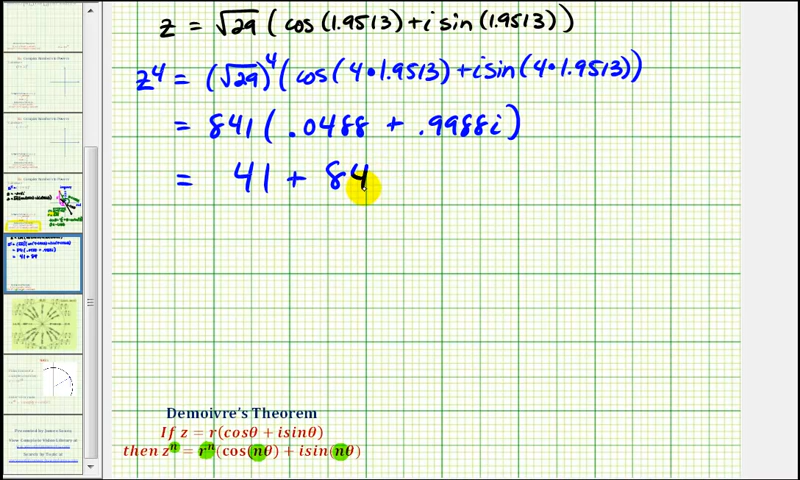 z = √29 ( cos (1.9513) + i sin (1.9513) )
z⁴ = (√29)⁴ ( cos ( 4 • 1.9513) + i sin ( 4 • 1.9513) )
= 841 ( .0488 + .9988i )
= 41 + 84
Demoivre's Theorem
If z = r(cosθ + isinθ)
then zⁿ = rⁿ (cos(nθ) + isin(nθ)